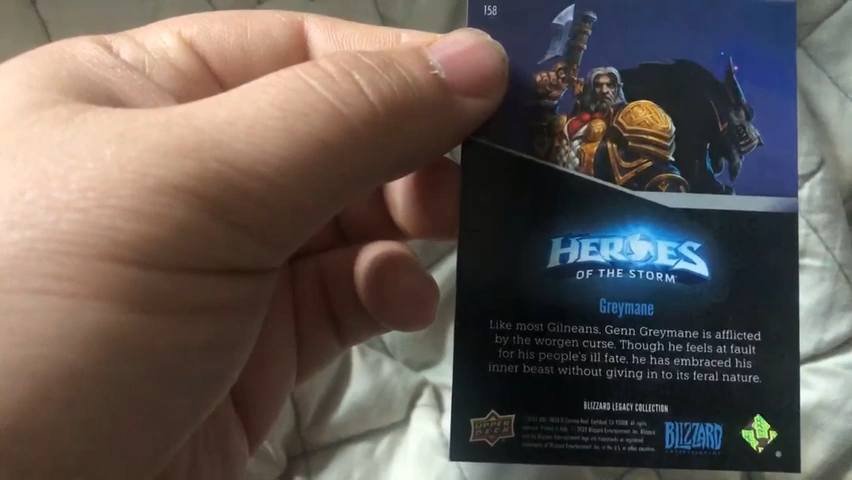 158
HEROES
OF THE STORM
Greymane
Like most Gilneans, Genn Greymane is afflicted
by the worgen curse. Though he feels at fault
for his people's ill fate, he has embraced his
inner beast without giving in to its feral nature.
BLIZZARD LEGACY COLLECTION
UPPER
DECK
BLIZZARD
ENTERTAINMENT